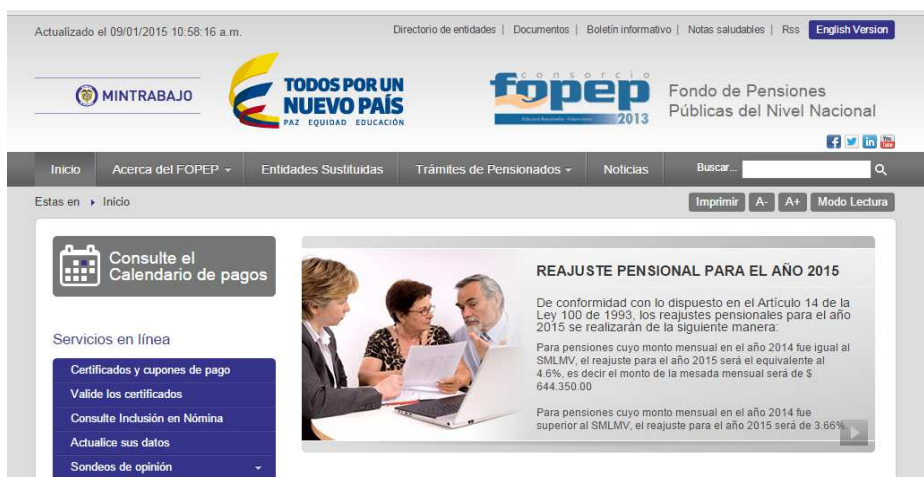 Actualizado el 09/01/2015 10:58:16 a.m.
Directorio de entidades | Documentos | Boletín informativo | Notas saludables | Rss English Version
MINTRABAJO
TODOS POR UN
NUEVO PAÍS
PAZ EQUIDAD EDUCACIÓN
consorcio
fopep
2013
Fondo de Pensiones
Públicas del Nivel Nacional
Inicio Acerca del FOPEP Entidades Sustituidas Trámites de Pensionados Noticias Buscar...
Estas en Inicio
Imprimir A- A+ Modo Lectura
Consulte el
Calendario de pagos
Servicios en línea
Certificados y cupones de pago
Valide los certificados
Consulte Inclusión en Nómina
Actualice sus datos
Sondeos de opinión
REAJUSTE PENSIONAL PARA EL AÑO 2015
De conformidad con lo dispuesto en el Artículo 14 de la
Ley 100 de 1993, los reajustes pensionales para el año
2015 se realizarán de la siguiente manera:
Para pensiones cuyo monto mensual en el año 2014 fue igual al
SMLMV, el reajuste para el año 2015 será el equivalente al
4.6%, es decir el monto de la mesada mensual será de $
644.350.00
Para pensiones cuyo monto mensual en el año 2014 fue
superior al SMLMV, el reajuste para el año 2015 será de 3.66%.